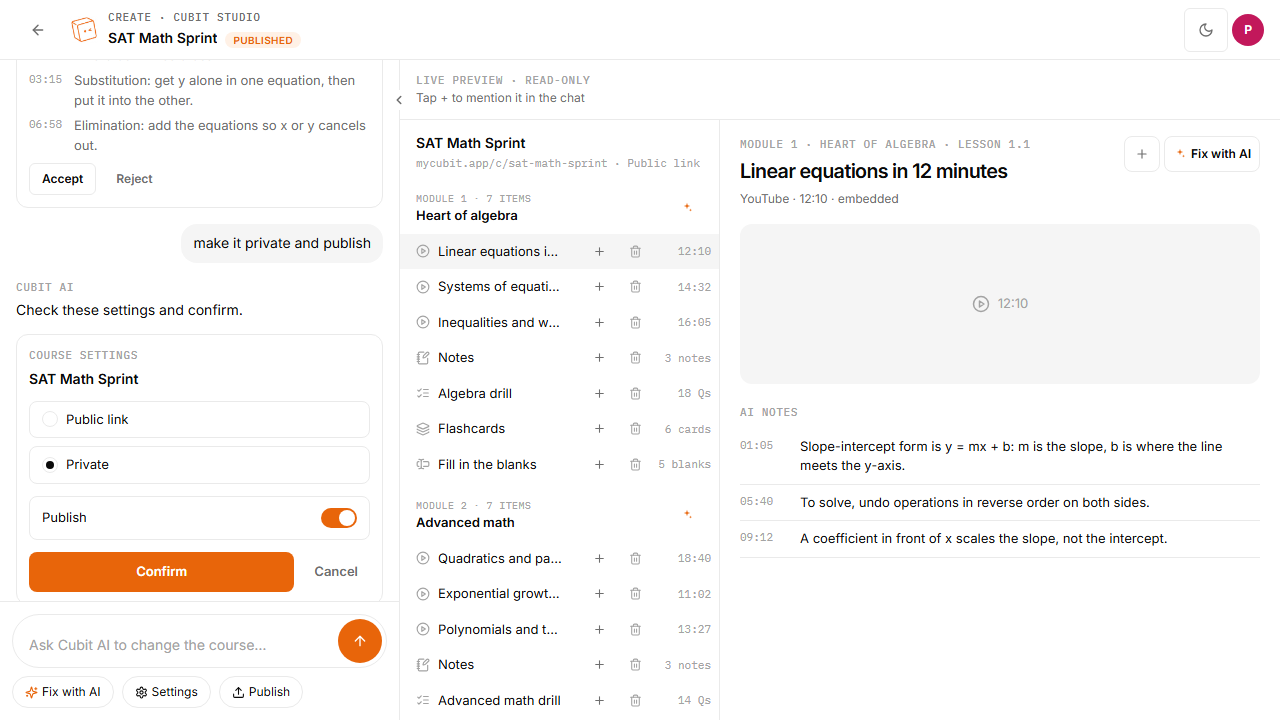 CREATE · CUBIT STUDIO
SAT Math Sprint PUBLISHED
P
03:15 Substitution: get y alone in one equation, then
put it into the other.
06:58 Elimination: add the equations so x or y cancels
out.
Accept Reject
make it private and publish
CUBIT AI
Check these settings and confirm.
COURSE SETTINGS
SAT Math Sprint
Public link
Private
Publish
Confirm Cancel
Ask Cubit AI to change the course...
Fix with AI Settings Publish
LIVE PREVIEW · READ-ONLY
Tap + to mention it in the chat
SAT Math Sprint
mycubit.app/c/sat-math-sprint · Public link
MODULE 1 · 7 ITEMS
Heart of algebra
Linear equations i... 12:10
Systems of equati... 14:32
Inequalities and w... 16:05
Notes 3 notes
Algebra drill 18 Qs
Flashcards 6 cards
Fill in the blanks 5 blanks
MODULE 2 · 7 ITEMS
Advanced math
Quadratics and pa... 18:40
Exponential growt... 11:02
Polynomials and t... 13:27
Notes 3 notes
Advanced math drill 14 Qs
MODULE 1 · HEART OF ALGEBRA · LESSON 1.1
Linear equations in 12 minutes
YouTube · 12:10 · embedded
Fix with AI
12:10
AI NOTES
01:05 Slope-intercept form is y = mx + b: m is the slope, b is where the line
meets the y-axis.
05:40 To solve, undo operations in reverse order on both sides.
09:12 A coefficient in front of x scales the slope, not the intercept.